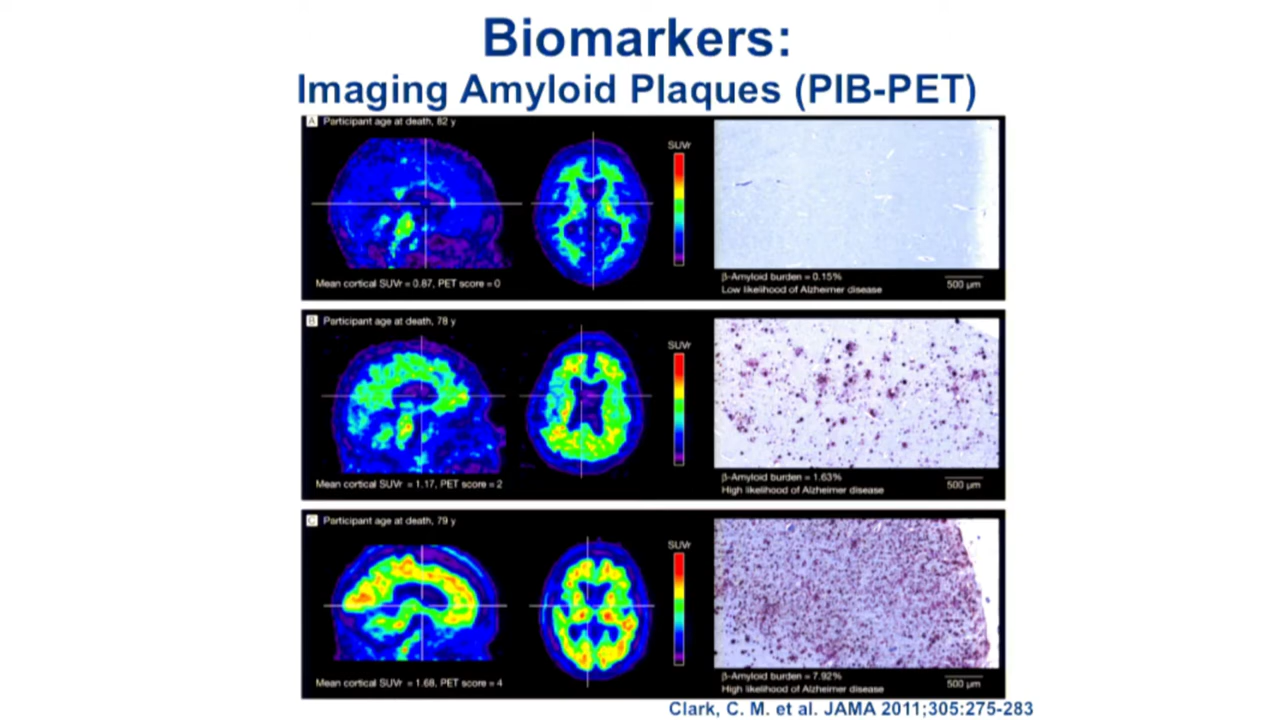 Biomarkers:
Imaging Amyloid Plaques (PIB-PET)
A Participant age at death, 82 y
SUVr
Mean cortical SUVr = 0.87, PET score = 0
β-Amyloid burden = 0.15%
Low likelihood of Alzheimer disease
500 μm
B Participant age at death, 78 y
SUVr
Mean cortical SUVr = 1.17, PET score = 2
β-Amyloid burden = 1.63%
High likelihood of Alzheimer disease
500 μm
C Participant age at death, 79 y
SUVr
Mean cortical SUVr = 1.68, PET score = 4
β-Amyloid burden = 7.92%
High likelihood of Alzheimer disease
500 μm
Clark, C. M. et al. JAMA 2011;305:275-283